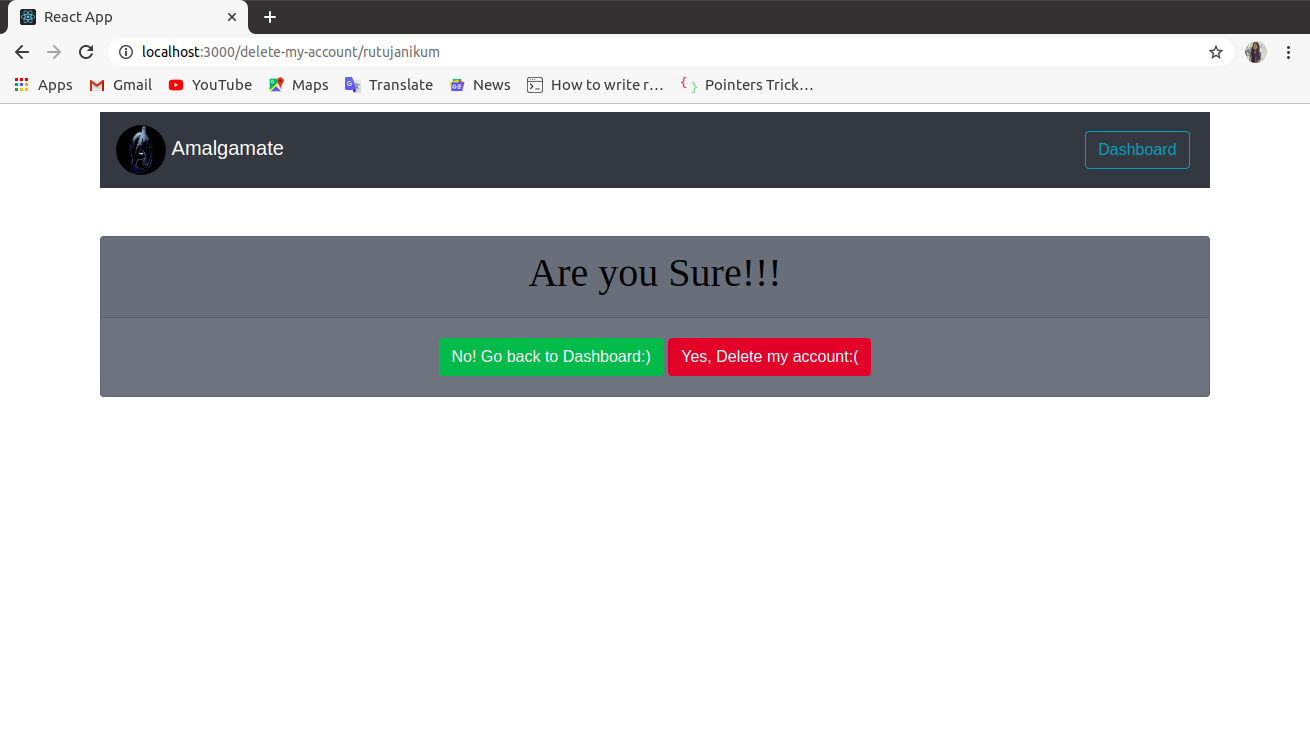 React App
localhost:3000/delete-my-account/rutujanikum
Apps Gmail YouTube Maps Translate News How to write r... Pointers Trick...
Amalgamate Dashboard
Are you Sure!!!
No! Go back to Dashboard:) Yes, Delete my account:(